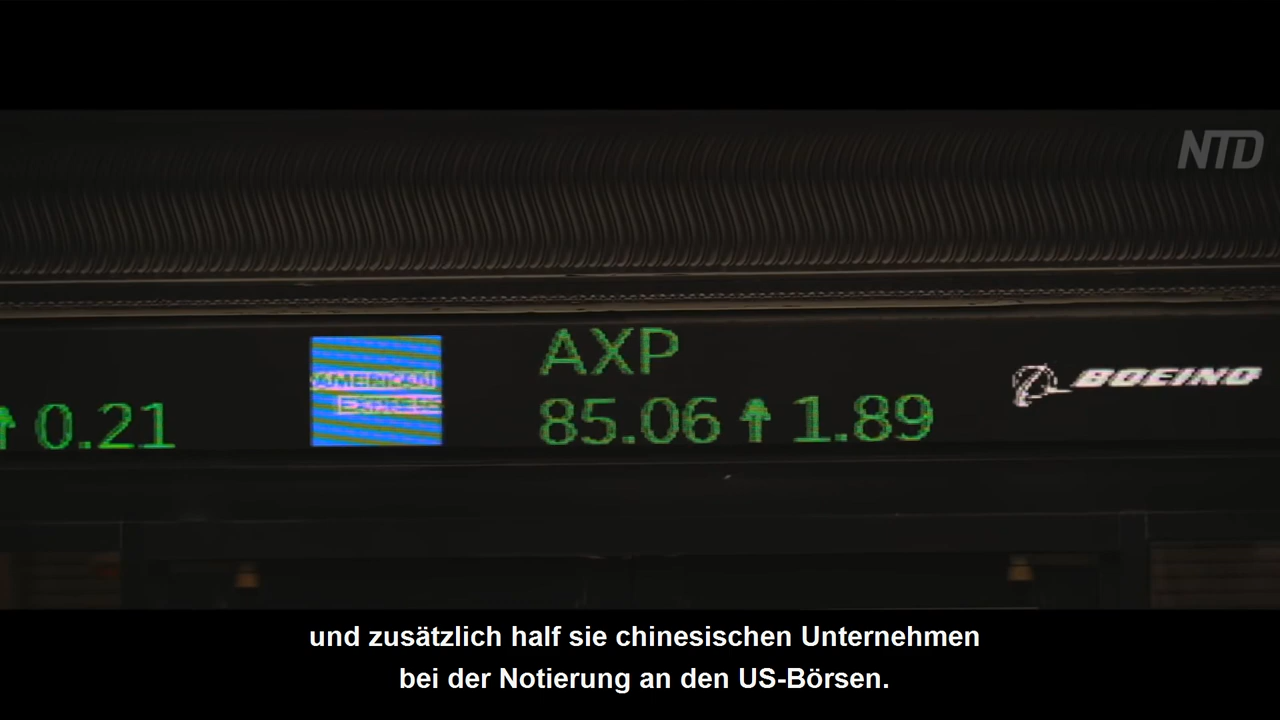 NTD
AXP
0.21
AMERICAN
EXPRESS
85.06 1.89
BOEING
und zusätzlich half sie chinesischen Unternehmen
bei der Notierung an den US-Börsen.